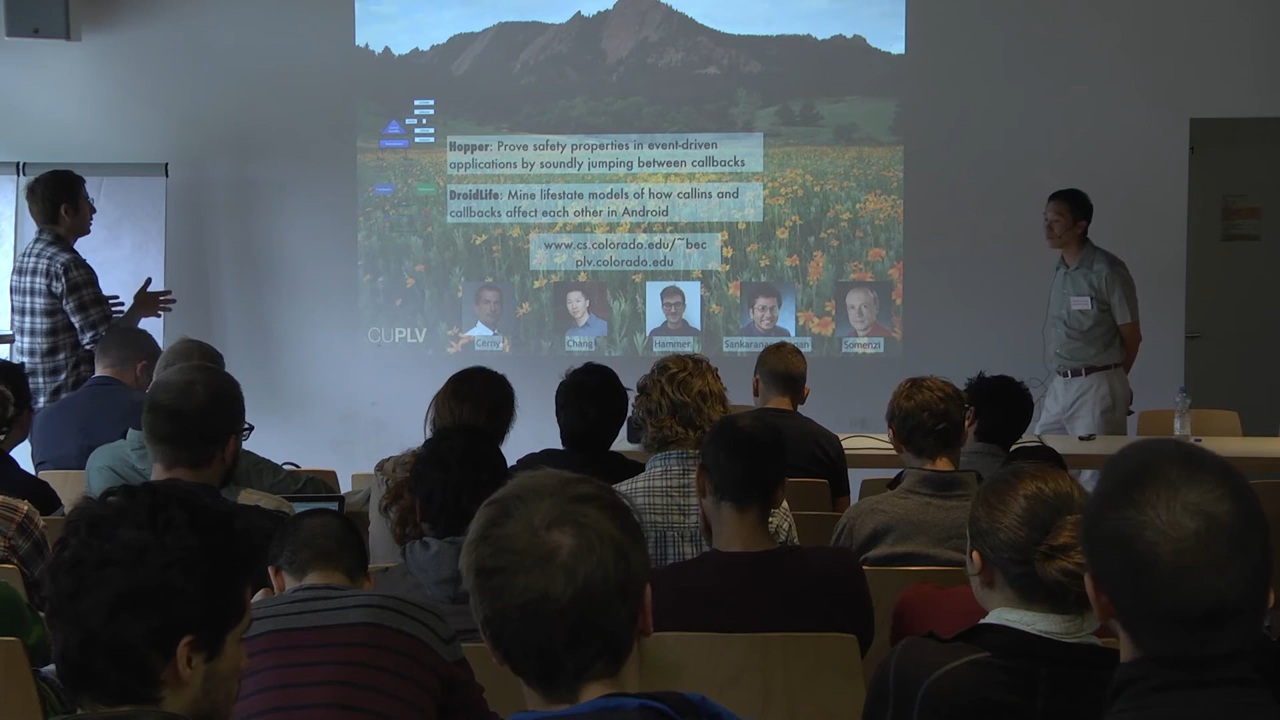 Hopper: Prove safety properties in event-driven
applications by soundly jumping between callbacks
DroidLife: Mine lifestate models of how callins and
callbacks affect each other in Android
www.cs.colorado.edu/~bec
plv.colorado.edu
CUPLV
Cerny
Chang
Hammer
Somenzi